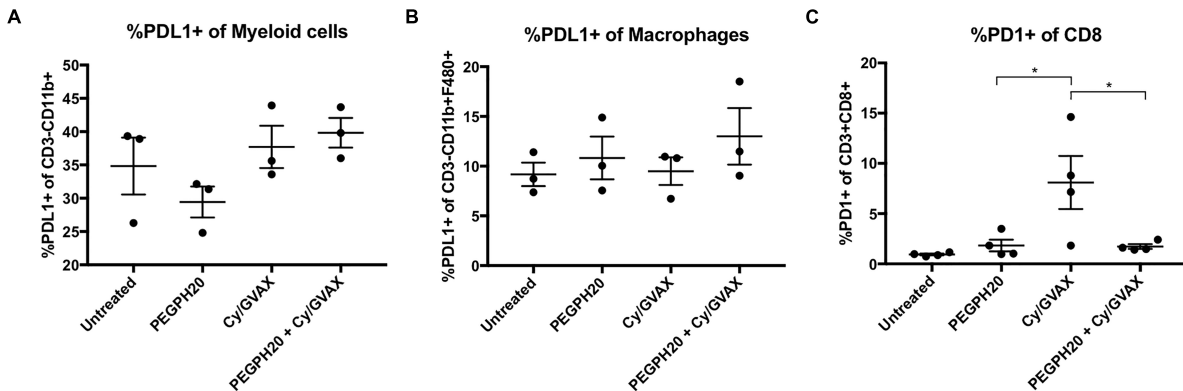 A
%PDL1+ of Myeloid cells
%PDL1+ of CD3-CD11b+
50
45
40
35
30
25
20
Untreated
PEGPH20
Cy/GVAX
PEGPH20 + Cy/GVAX
B
%PDL1+ of Macrophages
%PDL1+ of CD3-CD11b+F480+
20
15
10
5
0
Untreated
PEGPH20
Cy/GVAX
PEGPH20 + Cy/GVAX
C
%PD1+ of CD8
%PD1+ of CD3+CD8+
20
15
10
5
0
*
*
Untreated
PEGPH20
Cy/GVAX
PEGPH20 + Cy/GVAX